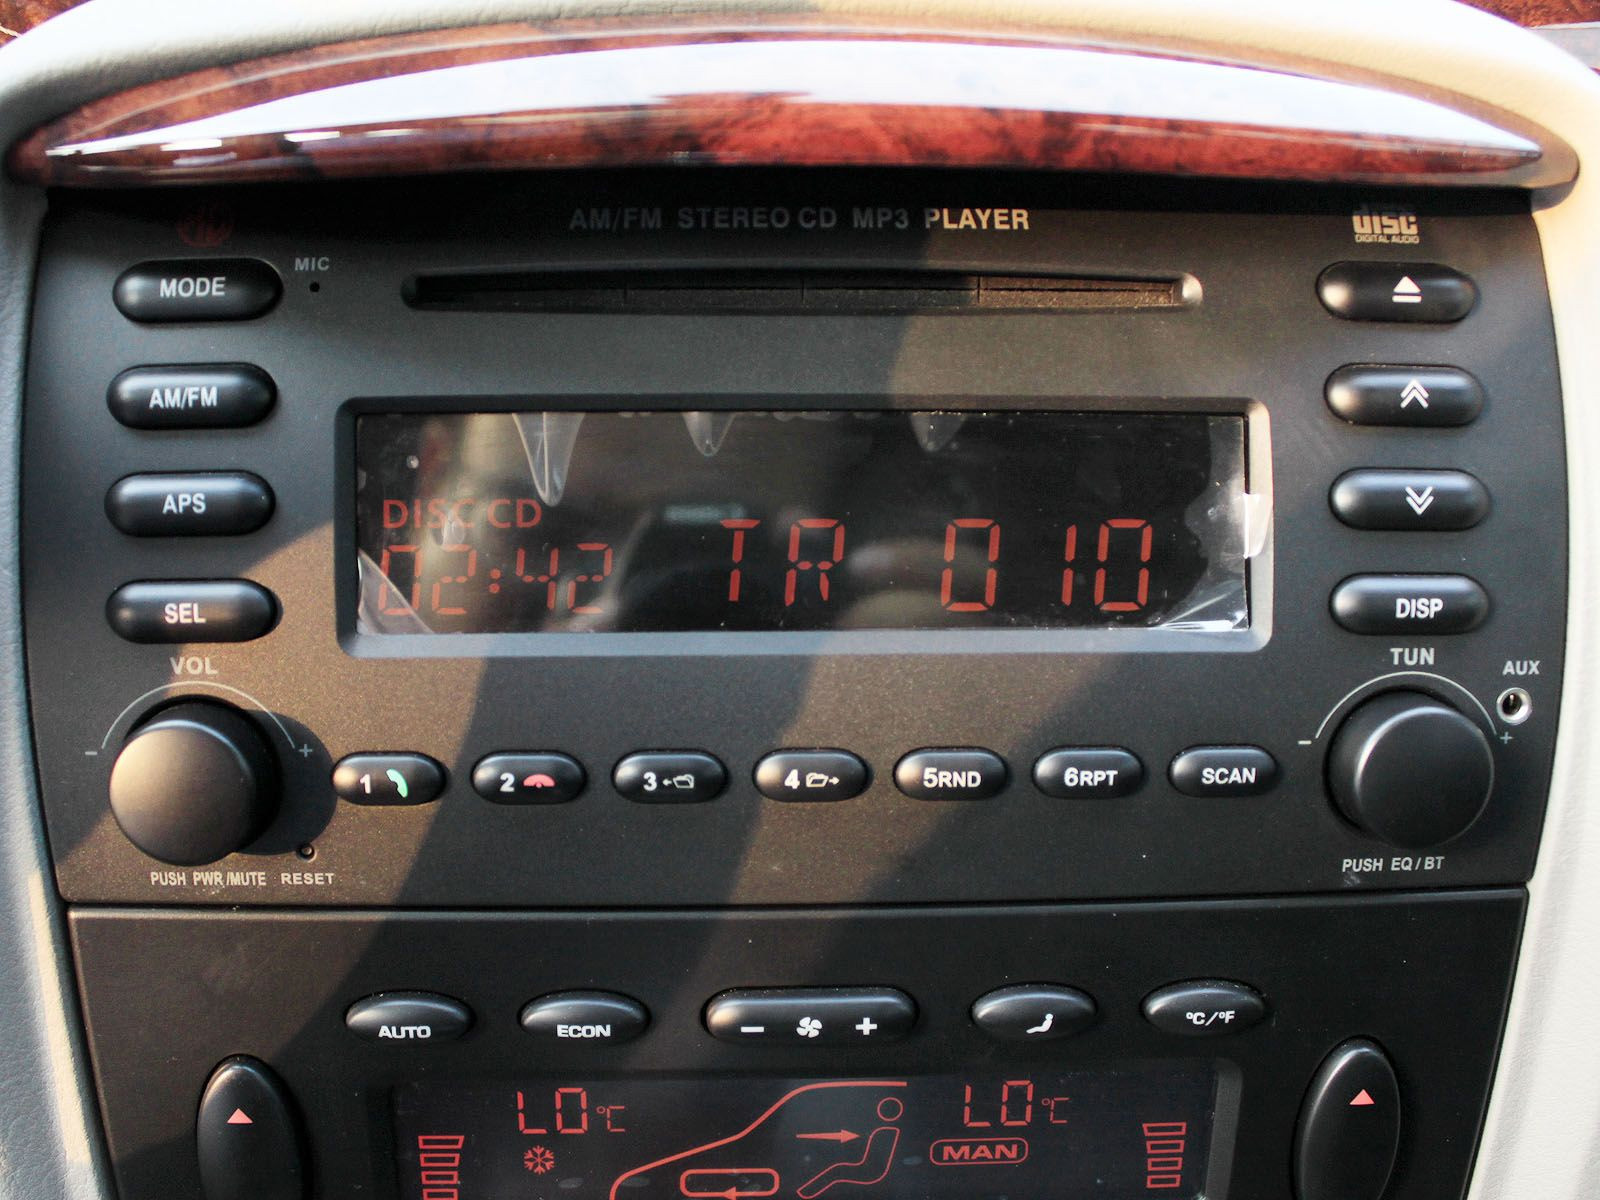 AM/FM STEREO CD MP3 PLAYER
disc
DIGITAL AUDIO
MODE
MIC
AM/FM
APS
SEL
DISC CD
02:42 TR 010
DISP
VOL
TUN
AUX
- +
- +
1
2
3
4
5RND
6RPT
SCAN
PUSH PWR/MUTE RESET
PUSH EQ/BT
AUTO
ECON
- +
°C/°F
LO°C
LO°C
MAN